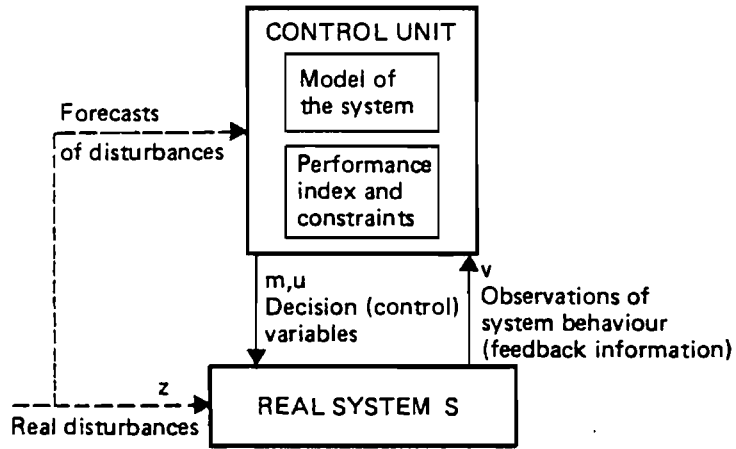 CONTROL UNIT
Model of
the system
Forecasts
of disturbances
Performance
index and
constraints
m,u
Decision (control)
variables
v
Observations of
system behaviour
(feedback information)
z
Real disturbances
REAL SYSTEM S